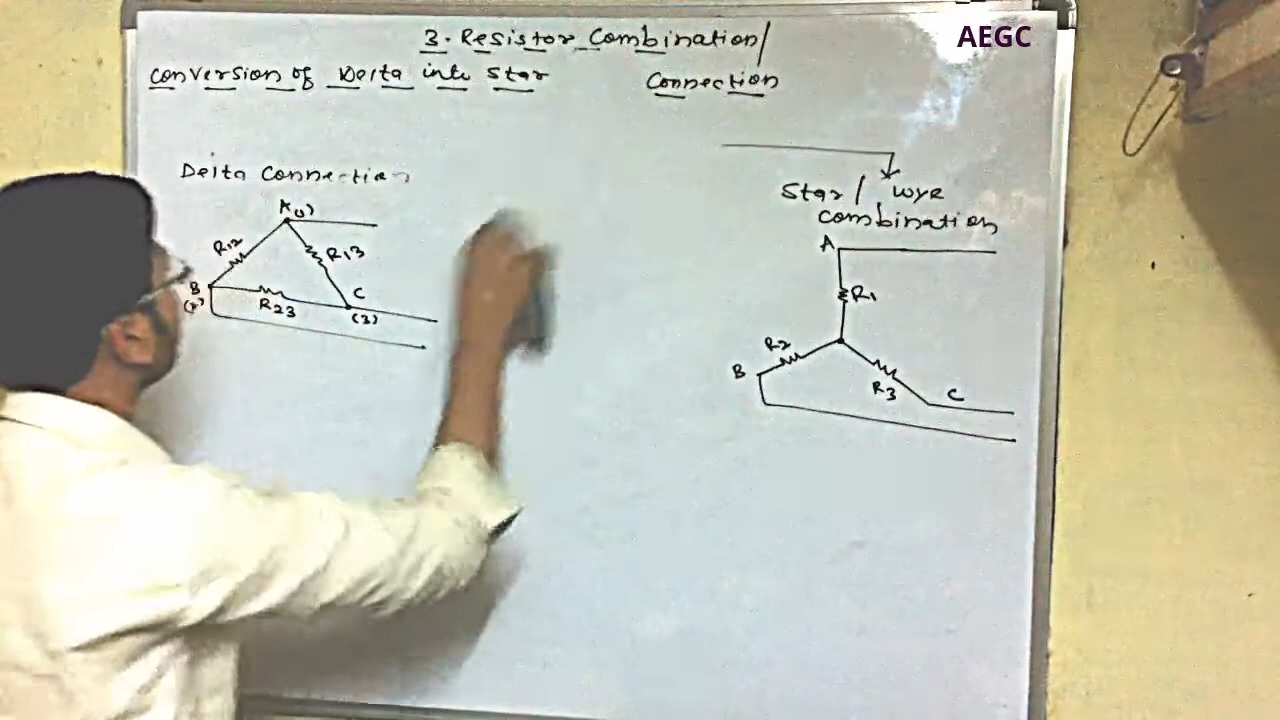 3. Resistor Combination/
AEGC
Conversion of Delta into Star
Connection
Delta Connection
Star/ Wye
Combination
A(1)
R12
R13
B
(2)
R23
C
(3)
A
R1
R2
B
R3
C